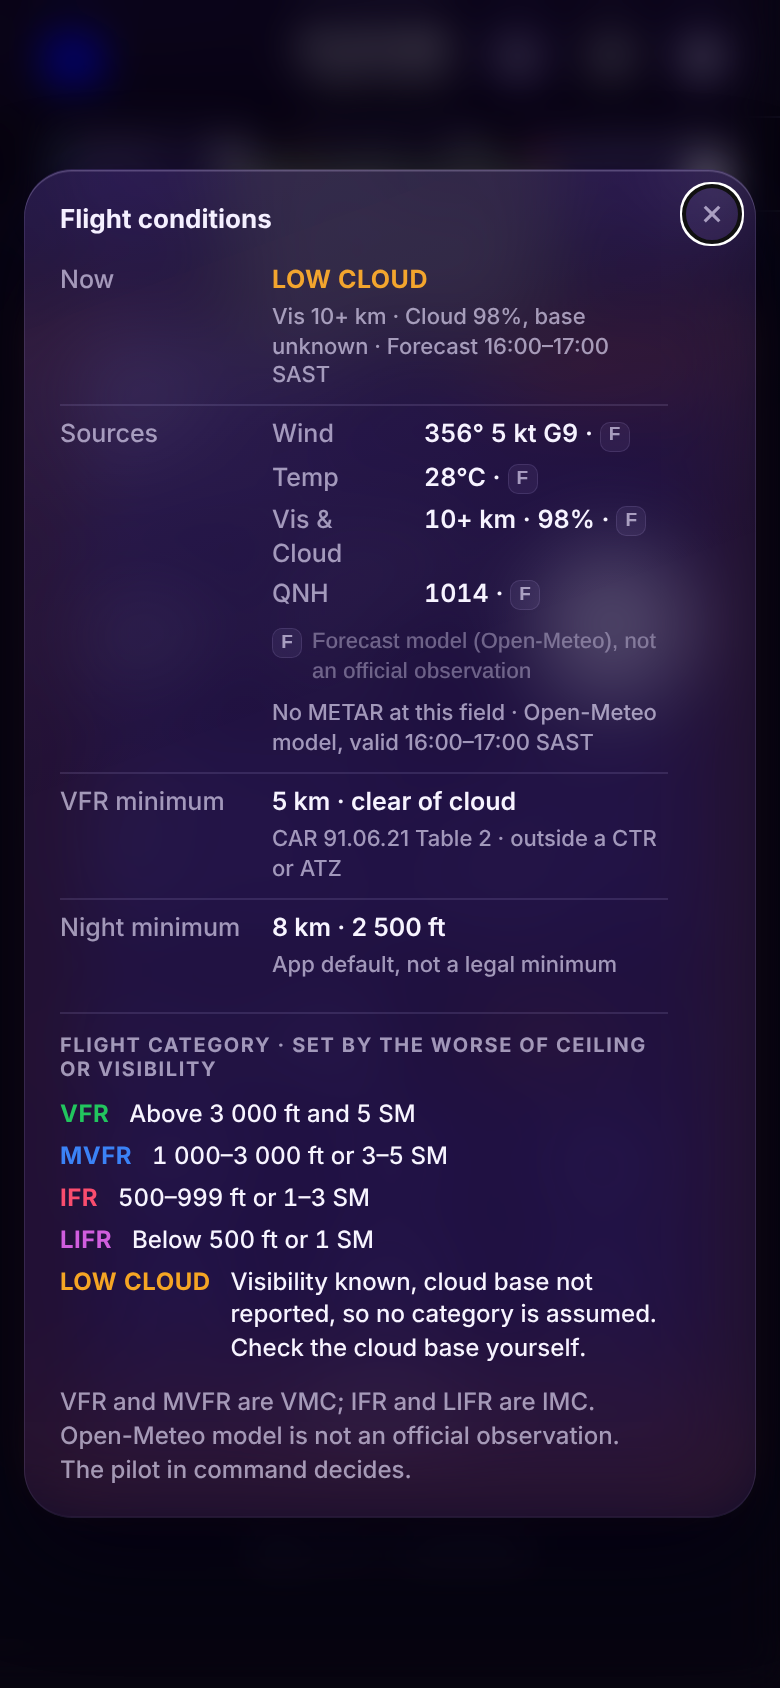 Flight conditions
Now
LOW CLOUD
Vis 10+ km · Cloud 98%, base
unknown · Forecast 16:00–17:00
SAST
Sources
Wind 356° 5 kt G9 · F
Temp 28°C · F
Vis & 10+ km · 98% · F
Cloud
QNH 1014 · F
F Forecast model (Open-Meteo), not
an official observation
No METAR at this field · Open-Meteo
model, valid 16:00–17:00 SAST
VFR minimum 5 km · clear of cloud
CAR 91.06.21 Table 2 · outside a CTR
or ATZ
Night minimum 8 km · 2 500 ft
App default, not a legal minimum
FLIGHT CATEGORY · SET BY THE WORSE OF CEILING
OR VISIBILITY
VFR Above 3 000 ft and 5 SM
MVFR 1 000–3 000 ft or 3–5 SM
IFR 500–999 ft or 1–3 SM
LIFR Below 500 ft or 1 SM
LOW CLOUD Visibility known, cloud base not
reported, so no category is assumed.
Check the cloud base yourself.
VFR and MVFR are VMC; IFR and LIFR are IMC.
Open-Meteo model is not an official observation.
The pilot in command decides.